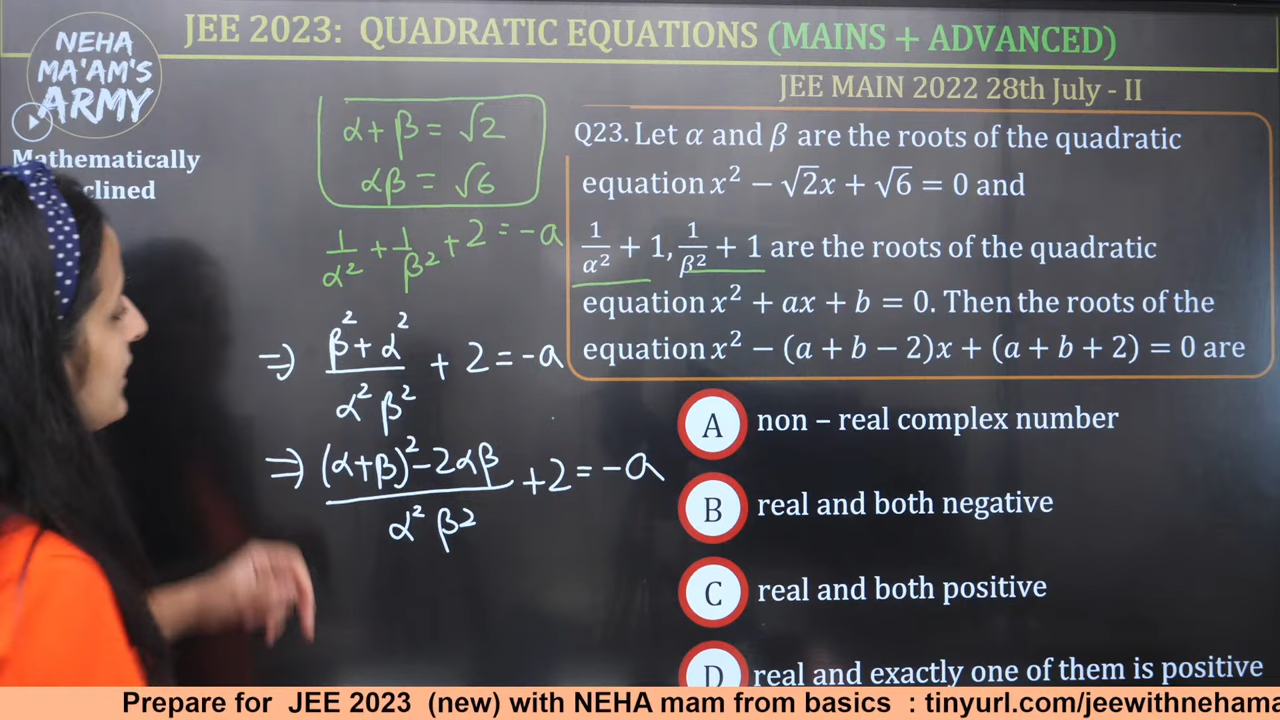 JEE 2023: QUADRATIC EQUATIONS (MAINS + ADVANCED)
NEHA
MA'AM'S
ARMY
Mathematically
clined
JEE MAIN 2022 28th July - II
α+β = √2
αβ = √6
1/α² + 1/β² + 2 = -a
⇒ (β²+α²)/(α² β²) + 2 = -a
⇒ ((α+β)² - 2αβ)/(α² β²) + 2 = -a
Q23. Let α and β are the roots of the quadratic
equation x² − √2x + √6 = 0 and
1/α² + 1, 1/β² + 1 are the roots of the quadratic
equation x² + ax + b = 0. Then the roots of the
equation x² − (a + b − 2)x + (a + b + 2) = 0 are
A non – real complex number
B real and both negative
C real and both positive
D real and exactly one of them is positive
Prepare for JEE 2023 (new) with NEHA mam from basics : tinyurl.com/jeewithnehama